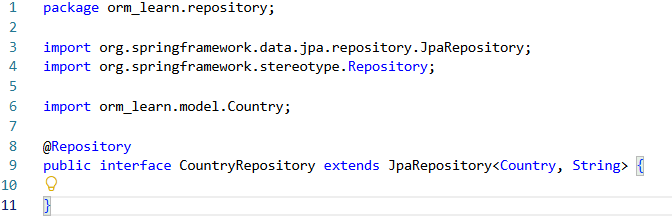 1 package orm_learn.repository;
2
3 import org.springframework.data.jpa.repository.JpaRepository;
4 import org.springframework.stereotype.Repository;
5
6 import orm_learn.model.Country;
7
8 @Repository
9 public interface CountryRepository extends JpaRepository<Country, String> {
10
11 }